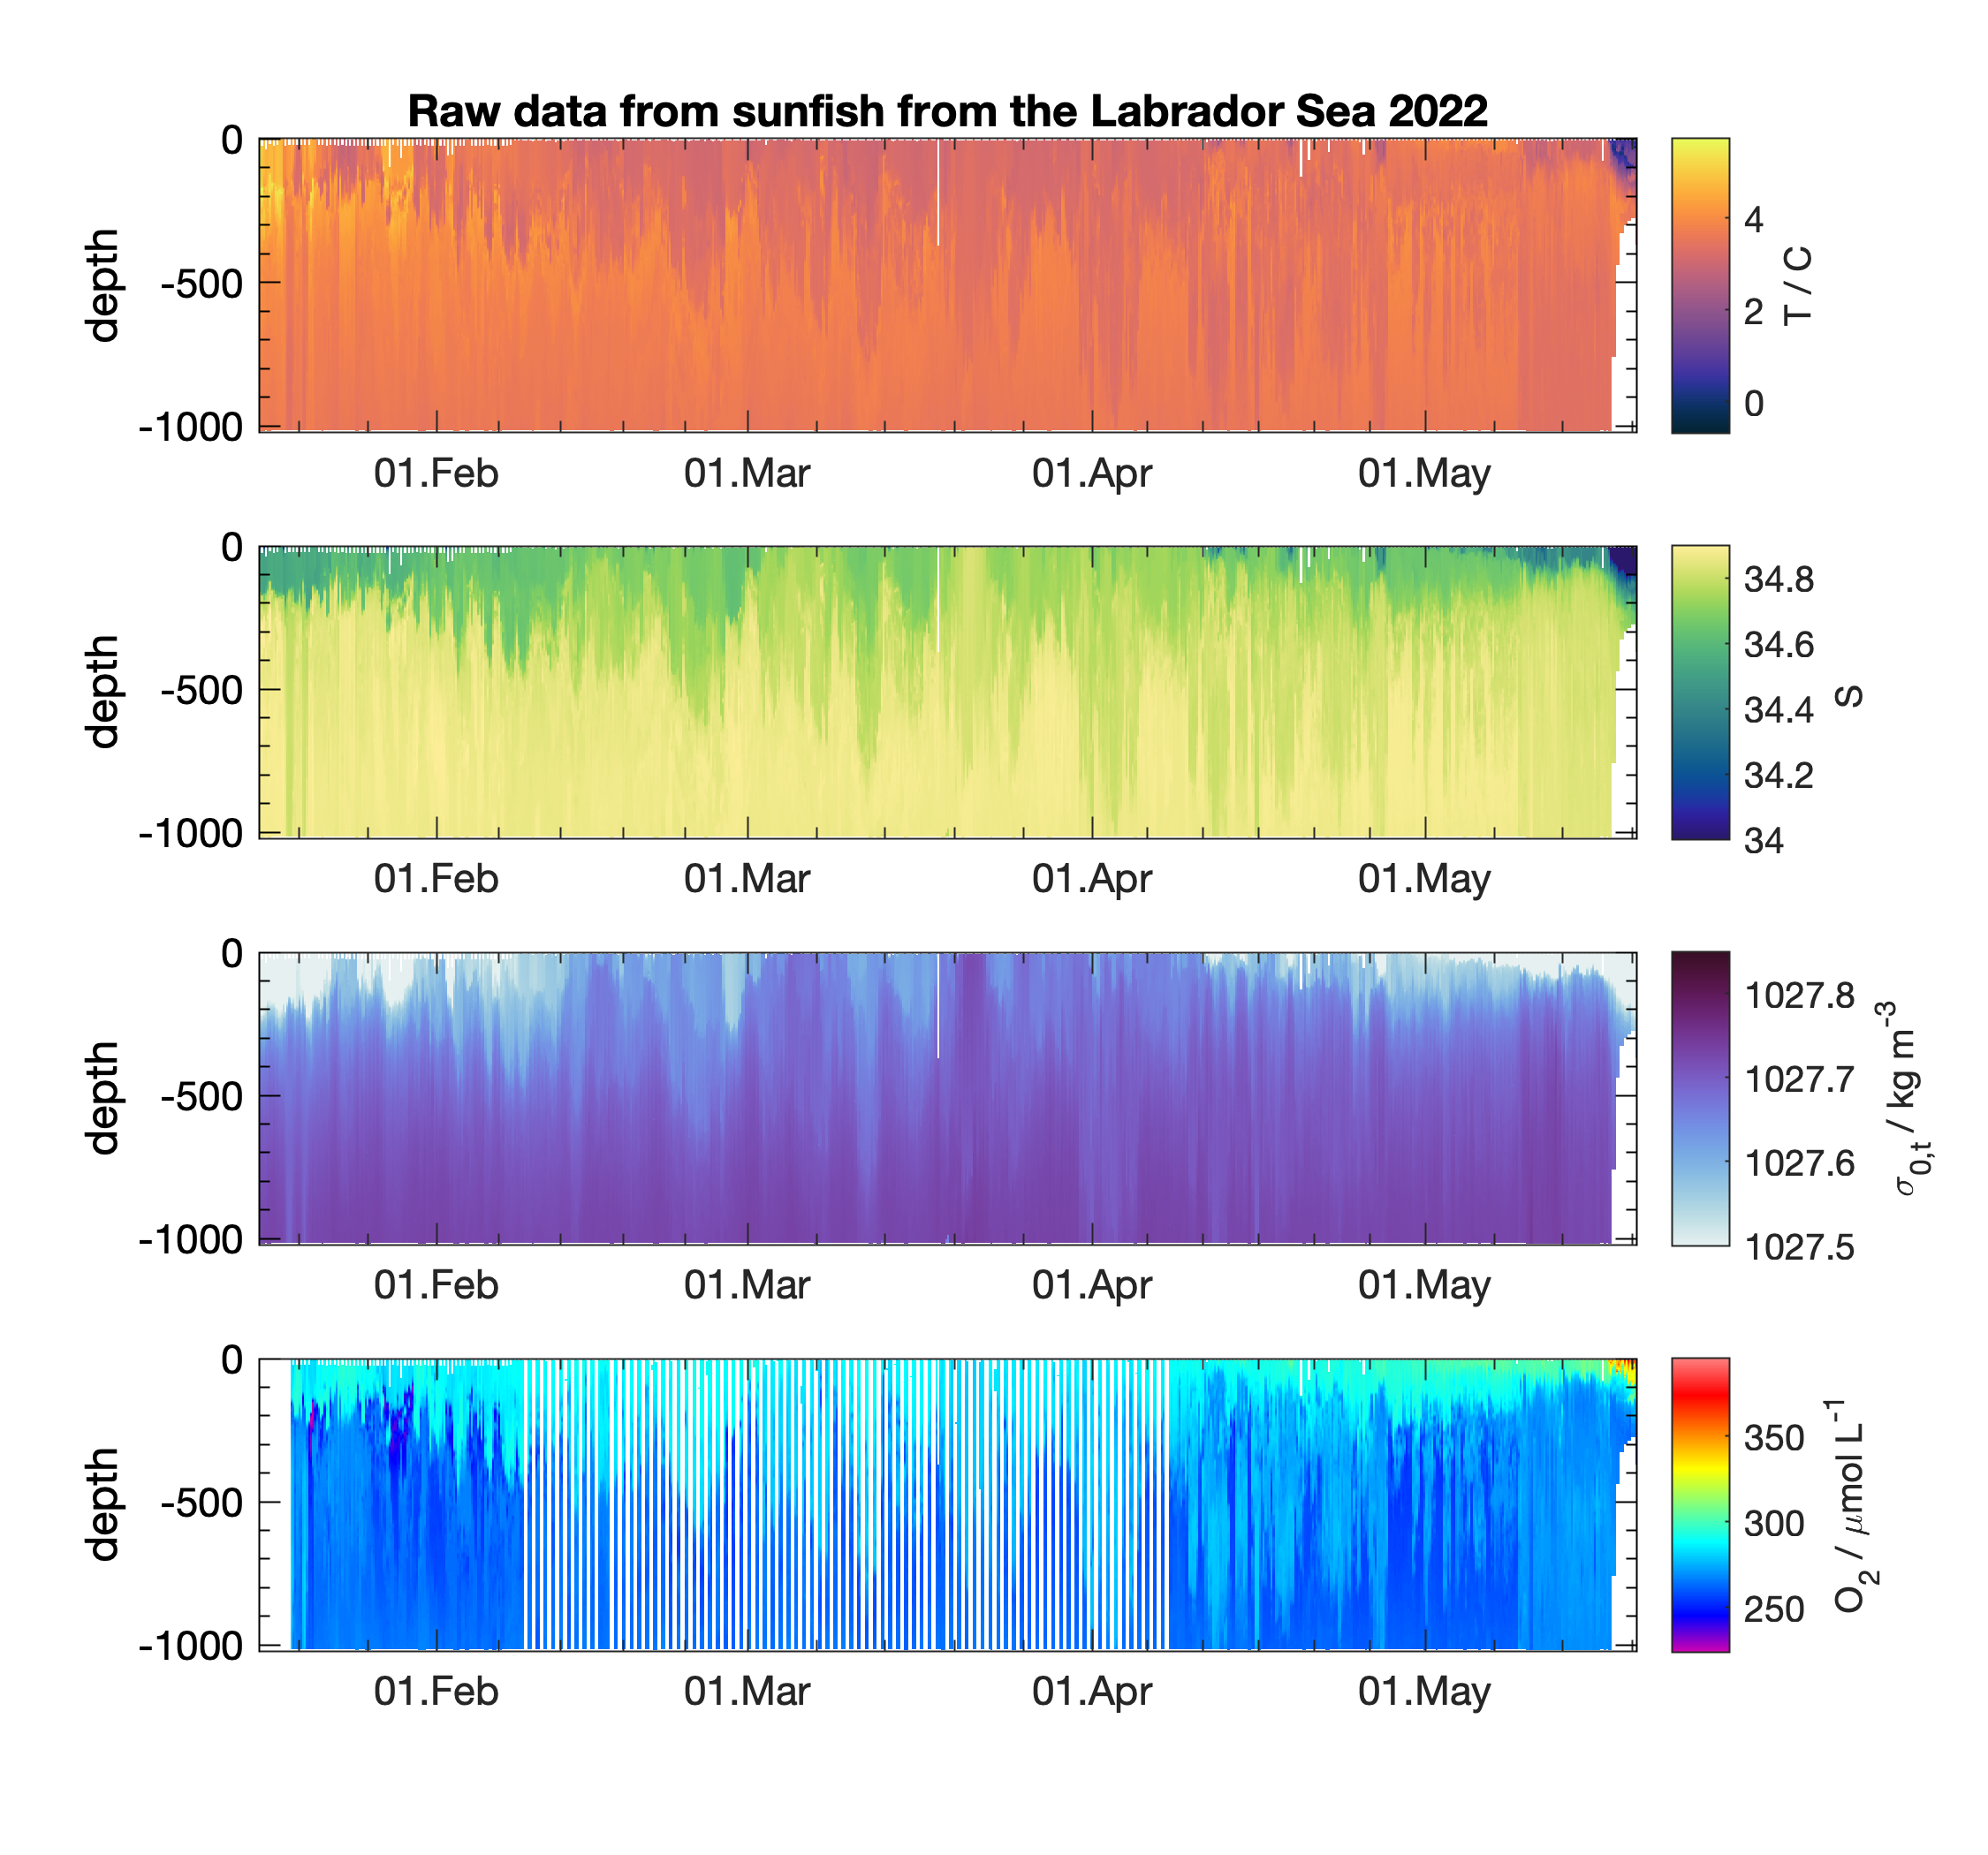 Raw data from sunfish from the Labrador Sea 2022
0
-500
-1000
depth
01.Feb 01.Mar 01.Apr 01.May
4
2
0
T / C
0
-500
-1000
depth
01.Feb 01.Mar 01.Apr 01.May
34.8
34.6
34.4
34.2
34
S
0
-500
-1000
depth
01.Feb 01.Mar 01.Apr 01.May
1027.8
1027.7
1027.6
1027.5
σ0,t / kg m-3
0
-500
-1000
depth
01.Feb 01.Mar 01.Apr 01.May
350
300
250
O2 / μmol L-1